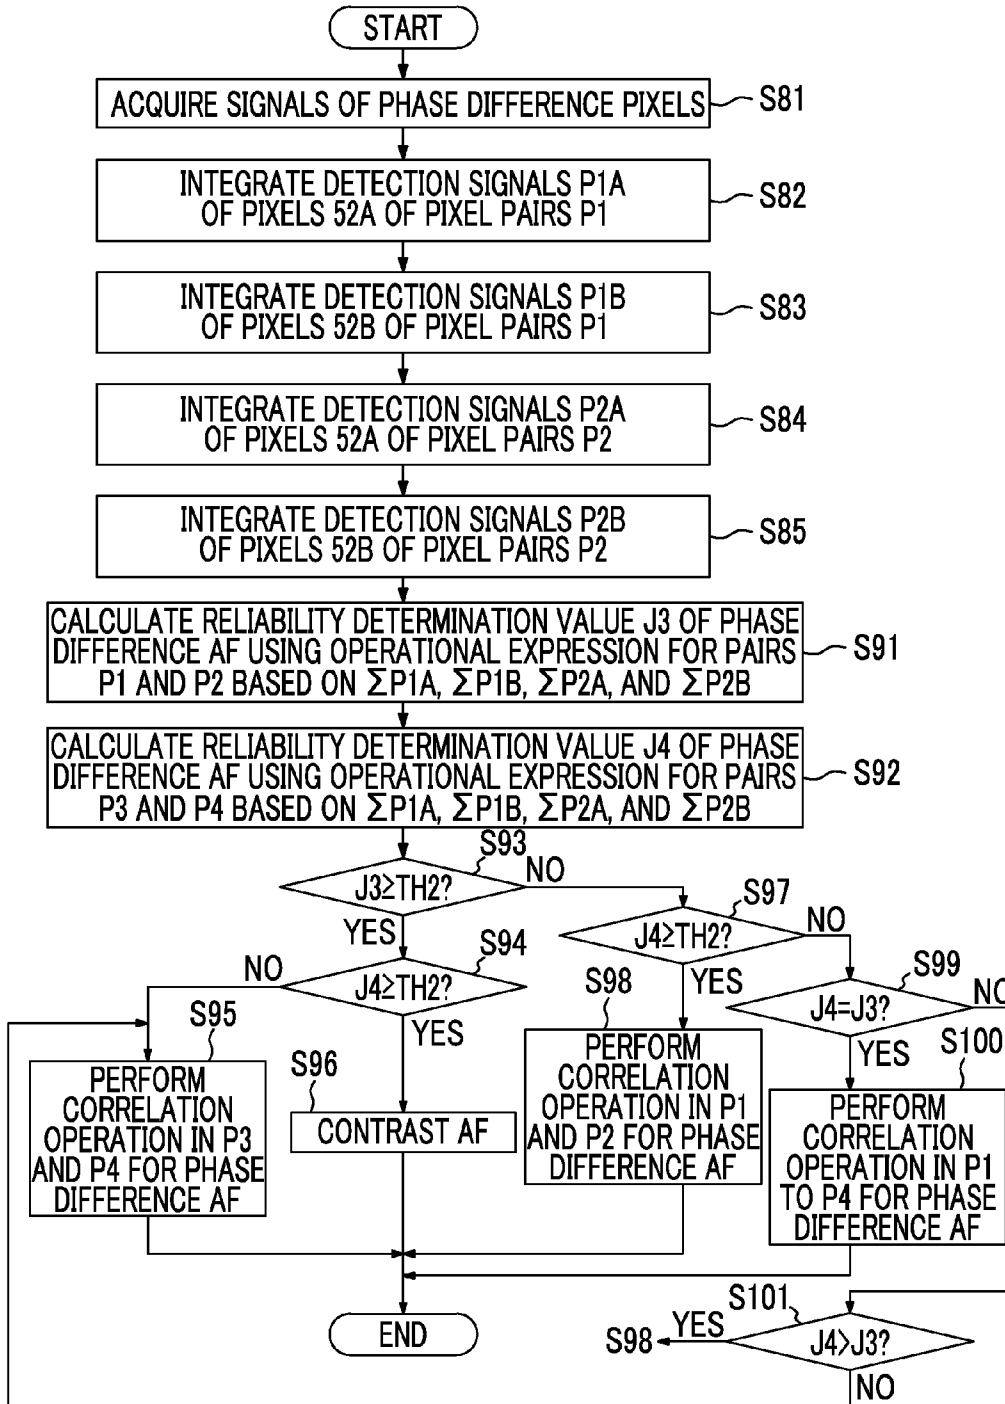 START
ACQUIRE SIGNALS OF PHASE DIFFERENCE PIXELS
S81
INTEGRATE DETECTION SIGNALS P1A
OF PIXELS 52A OF PIXEL PAIRS P1
S82
INTEGRATE DETECTION SIGNALS P1B
OF PIXELS 52B OF PIXEL PAIRS P1
S83
INTEGRATE DETECTION SIGNALS P2A
OF PIXELS 52A OF PIXEL PAIRS P2
S84
INTEGRATE DETECTION SIGNALS P2B
OF PIXELS 52B OF PIXEL PAIRS P2
S85
CALCULATE RELIABILITY DETERMINATION VALUE J3 OF PHASE
DIFFERENCE AF USING OPERATIONAL EXPRESSION FOR PAIRS
P1 AND P2 BASED ON ΣP1A, ΣP1B, ΣP2A, AND ΣP2B
S91
CALCULATE RELIABILITY DETERMINATION VALUE J4 OF PHASE
DIFFERENCE AF USING OPERATIONAL EXPRESSION FOR PAIRS
P3 AND P4 BASED ON ΣP1A, ΣP1B, ΣP2A, AND ΣP2B
S92
S93
J3≥TH2?
NO
YES
S97
J4≥TH2?
NO
YES
S94
J4≥TH2?
NO
YES
S99
J4=J3?
NO
YES
S95
PERFORM
CORRELATION
OPERATION IN P3
AND P4 FOR PHASE
DIFFERENCE AF
S96
CONTRAST AF
S98
PERFORM
CORRELATION
OPERATION IN P1
AND P2 FOR PHASE
DIFFERENCE AF
S100
PERFORM
CORRELATION
OPERATION IN P1
TO P4 FOR PHASE
DIFFERENCE AF
END
S101
J4>J3?
YES
S98
NO